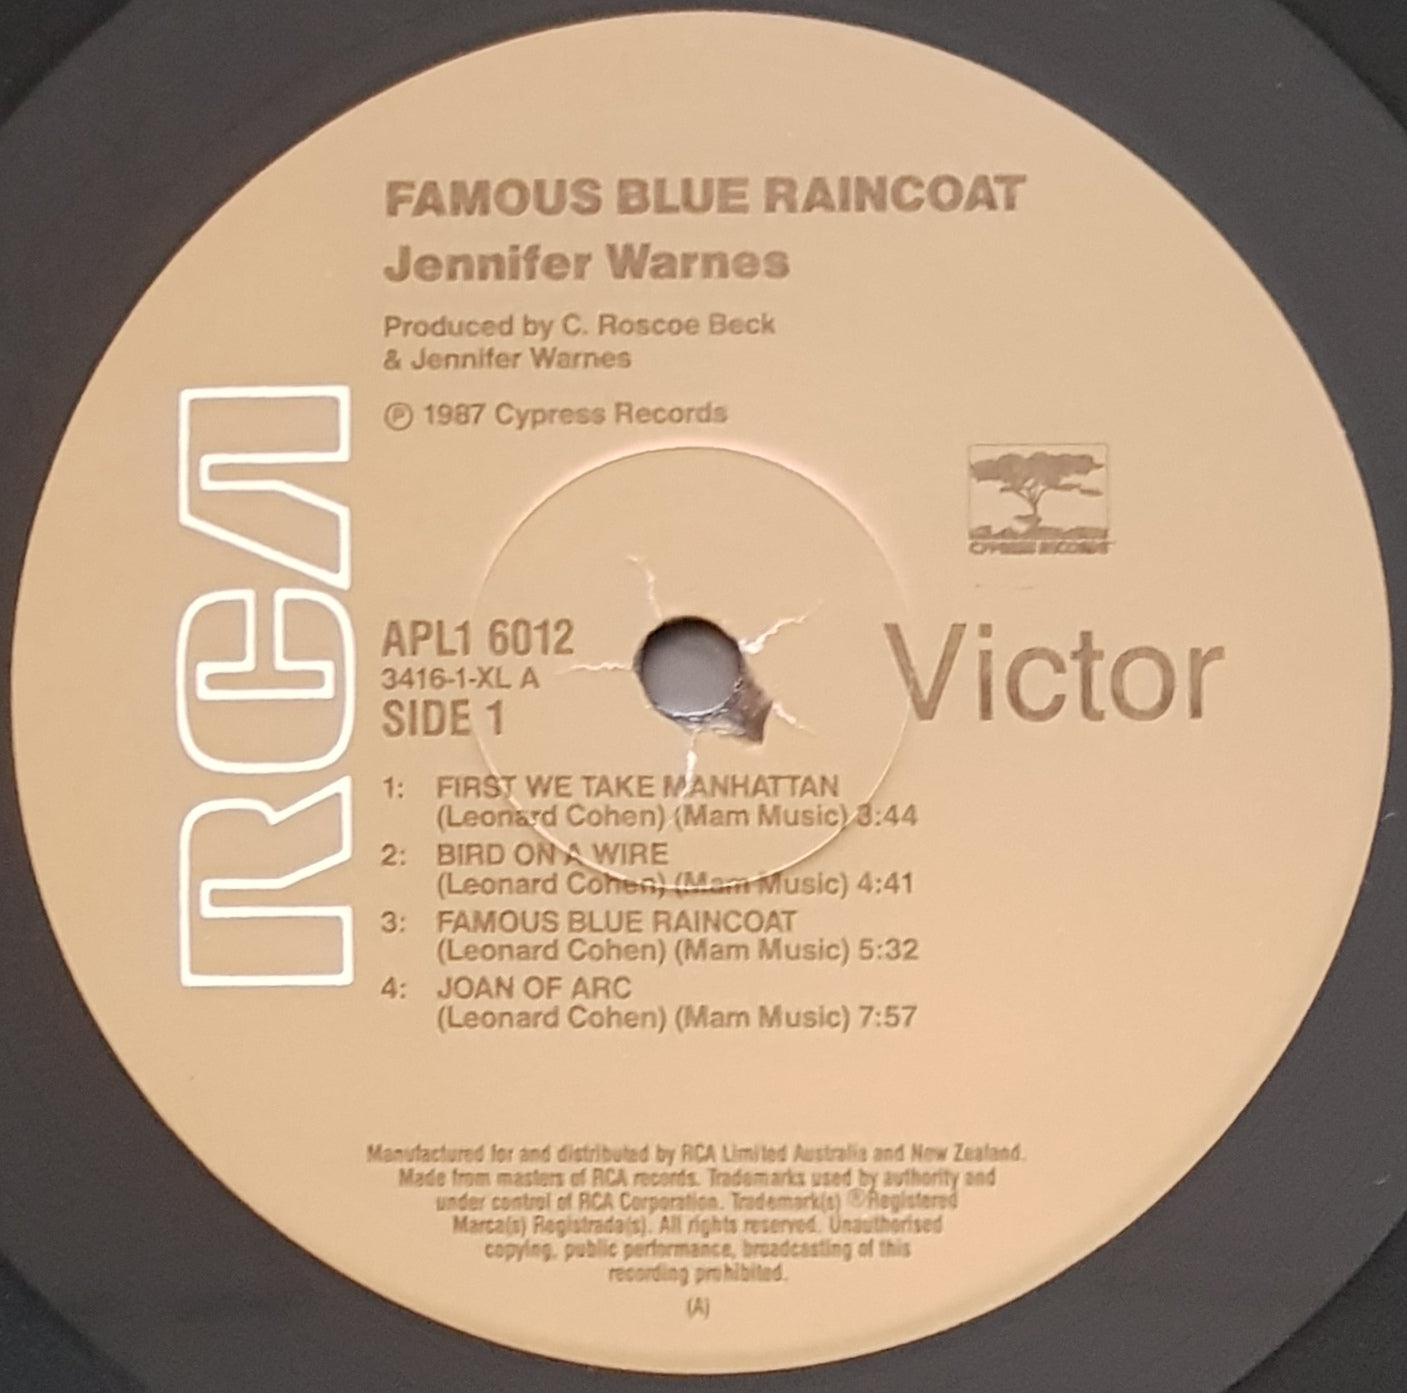 FAMOUS BLUE RAINCOAT
Jennifer Warnes
Produced by C. Roscoe Beck
& Jennifer Warnes
℗ 1987 Cypress Records
CYPRESS RECORDS
RCA
Victor
APL1 6012
3416-1-XL A
SIDE 1
1: FIRST WE TAKE MANHATTAN
(Leonard Cohen) (Mam Music) 3:44
2: BIRD ON A WIRE
(Leonard Cohen) (Mam Music) 4:41
3: FAMOUS BLUE RAINCOAT
(Leonard Cohen) (Mam Music) 5:32
4: JOAN OF ARC
(Leonard Cohen) (Mam Music) 7:57
Manufactured for and distributed by RCA Limited Australia and New Zealand.
Made from masters of RCA records. Trademarks used by authority and
under control of RCA Corporation. Trademark(s) ®Registered
Marca(s) Registrada(s). All rights reserved. Unauthorised
copying, public performance, broadcasting of this
recording prohibited.
(A)